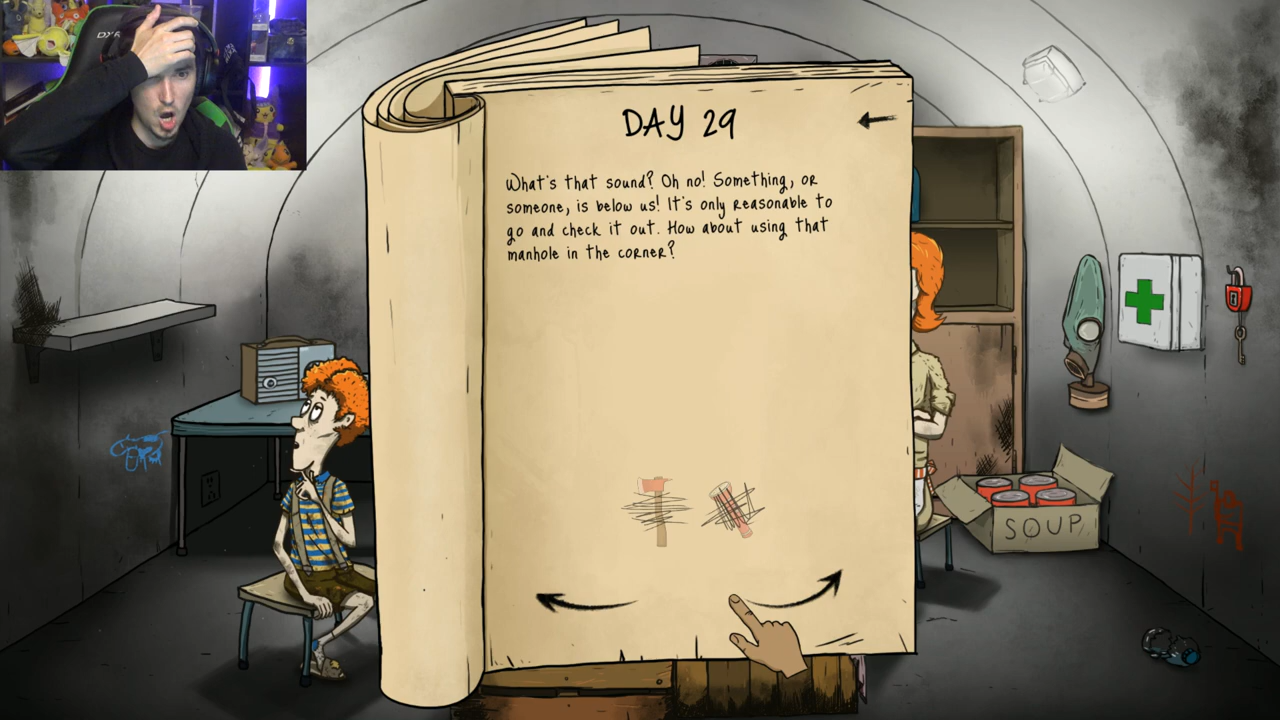 DAY 29
What's that sound? Oh no! Something, or
someone, is below us! It's only reasonable to
go and check it out. How about using that
manhole in the corner?
SOUP